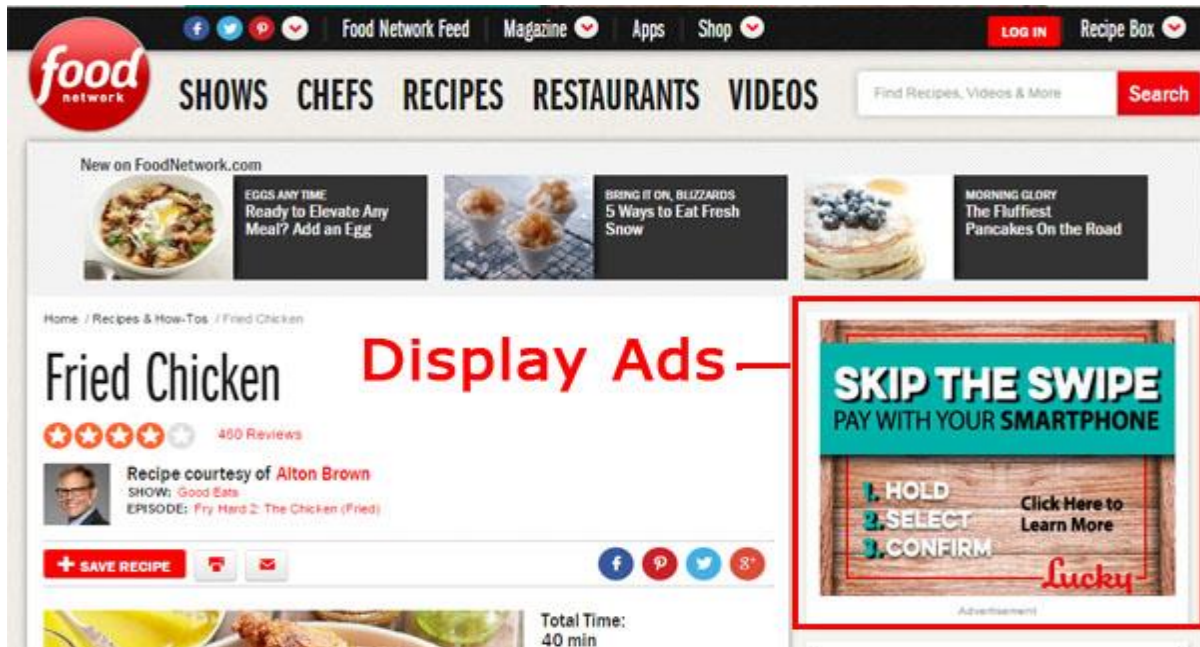 Food Network Feed
Magazine
Apps
Shop
LOG IN
Recipe Box
food
network
SHOWS
CHEFS
RECIPES
RESTAURANTS
VIDEOS
Find Recipes, Videos & More
Search
New on FoodNetwork.com
EGGS ANY TIME
Ready to Elevate Any
Meal? Add an Egg
BRING IT ON, BLIZZARDS
5 Ways to Eat Fresh
Snow
MORNING GLORY
The Fluffiest
Pancakes On the Road
Home / Recipes & How-Tos / Fried Chicken
Fried Chicken
460 Reviews
Recipe courtesy of Alton Brown
SHOW: Good Eats
EPISODE: Fry Hard 2: The Chicken (Fried)
+ SAVE RECIPE
Total Time:
40 min
Display Ads
SKIP THE SWIPE
PAY WITH YOUR SMARTPHONE
1. HOLD
2. SELECT
3. CONFIRM
Click Here to
Learn More
Lucky
Advertisement